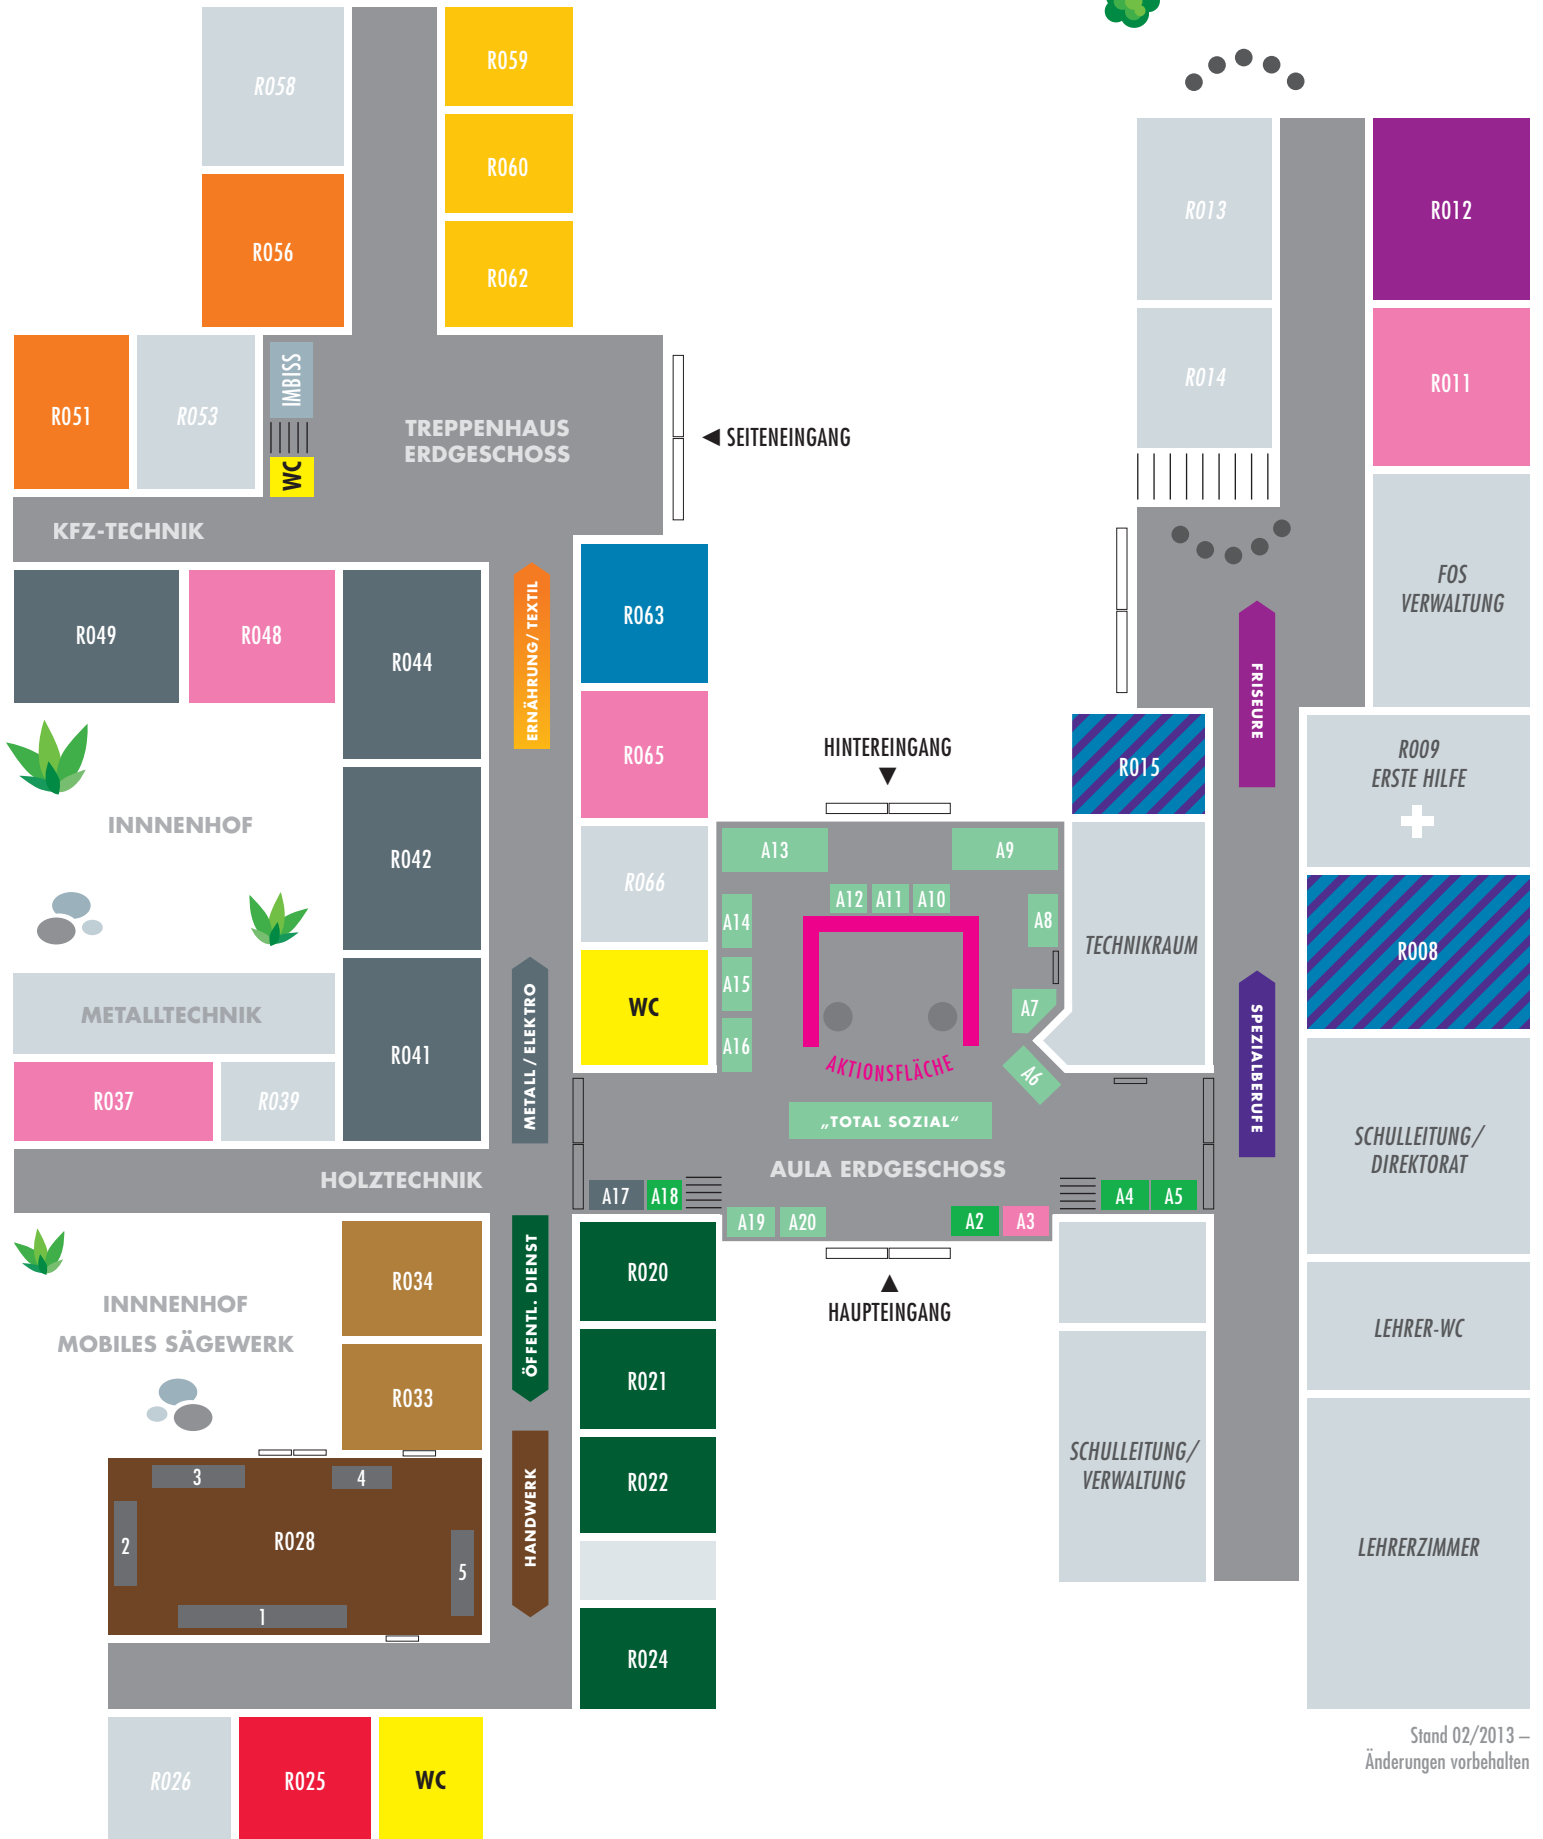 R058
R059
R060
R056
R062
R013
R012
R014
R011
R051
R053
IMBISS
WC
TREPPENHAUS
ERDGESCHOSS
SEITENEINGANG
KFZ-TECHNIK
R049
R048
R044
ERNÄHRUNG/TEXTIL
R063
R065
FOS
VERWALTUNG
FRISEURE
HINTEREINGANG
R015
R009
ERSTE HILFE
INNNENHOF
R042
R066
WC
A13
A9
A12
A11
A10
A14
A8
A15
A7
A16
A6
AKTIONSFLÄCHE
TECHNIKRAUM
R008
SPEZIALBERUFE
METALLTECHNIK
R041
METALL/ELEKTRO
R037
R039
„TOTAL SOZIAL“
AULA ERDGESCHOSS
SCHULLEITUNG/
DIREKTORAT
HOLZTECHNIK
A17
A18
A4
A5
A19
A20
A2
A3
HAUPTEINGANG
INNNENHOF
MOBILES SÄGEWERK
R034
R033
ÖFFENTL. DIENST
R020
R021
R022
LEHRER-WC
SCHULLEITUNG/
VERWALTUNG
HANDWERK
3
4
2
R028
5
1
LEHRERZIMMER
R024
R026
R025
WC
Stand 02/2013 –
Änderungen vorbehalten